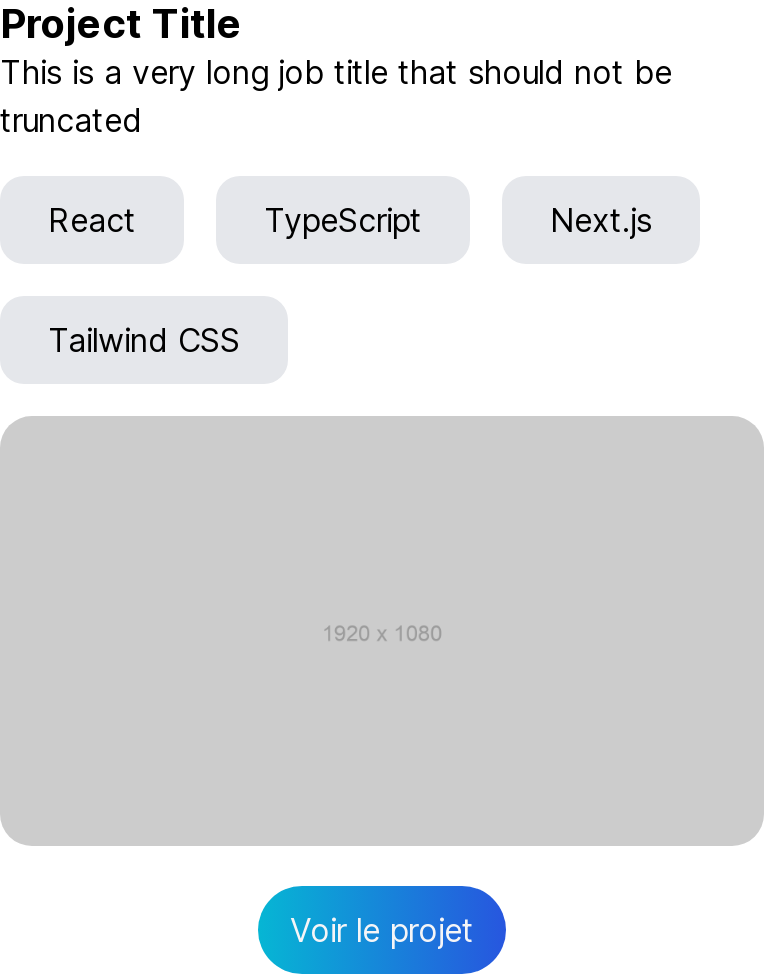 Project Title
This is a very long job title that should not be
truncated
React TypeScript Next.js
Tailwind CSS
1920 x 1080
Voir le projet